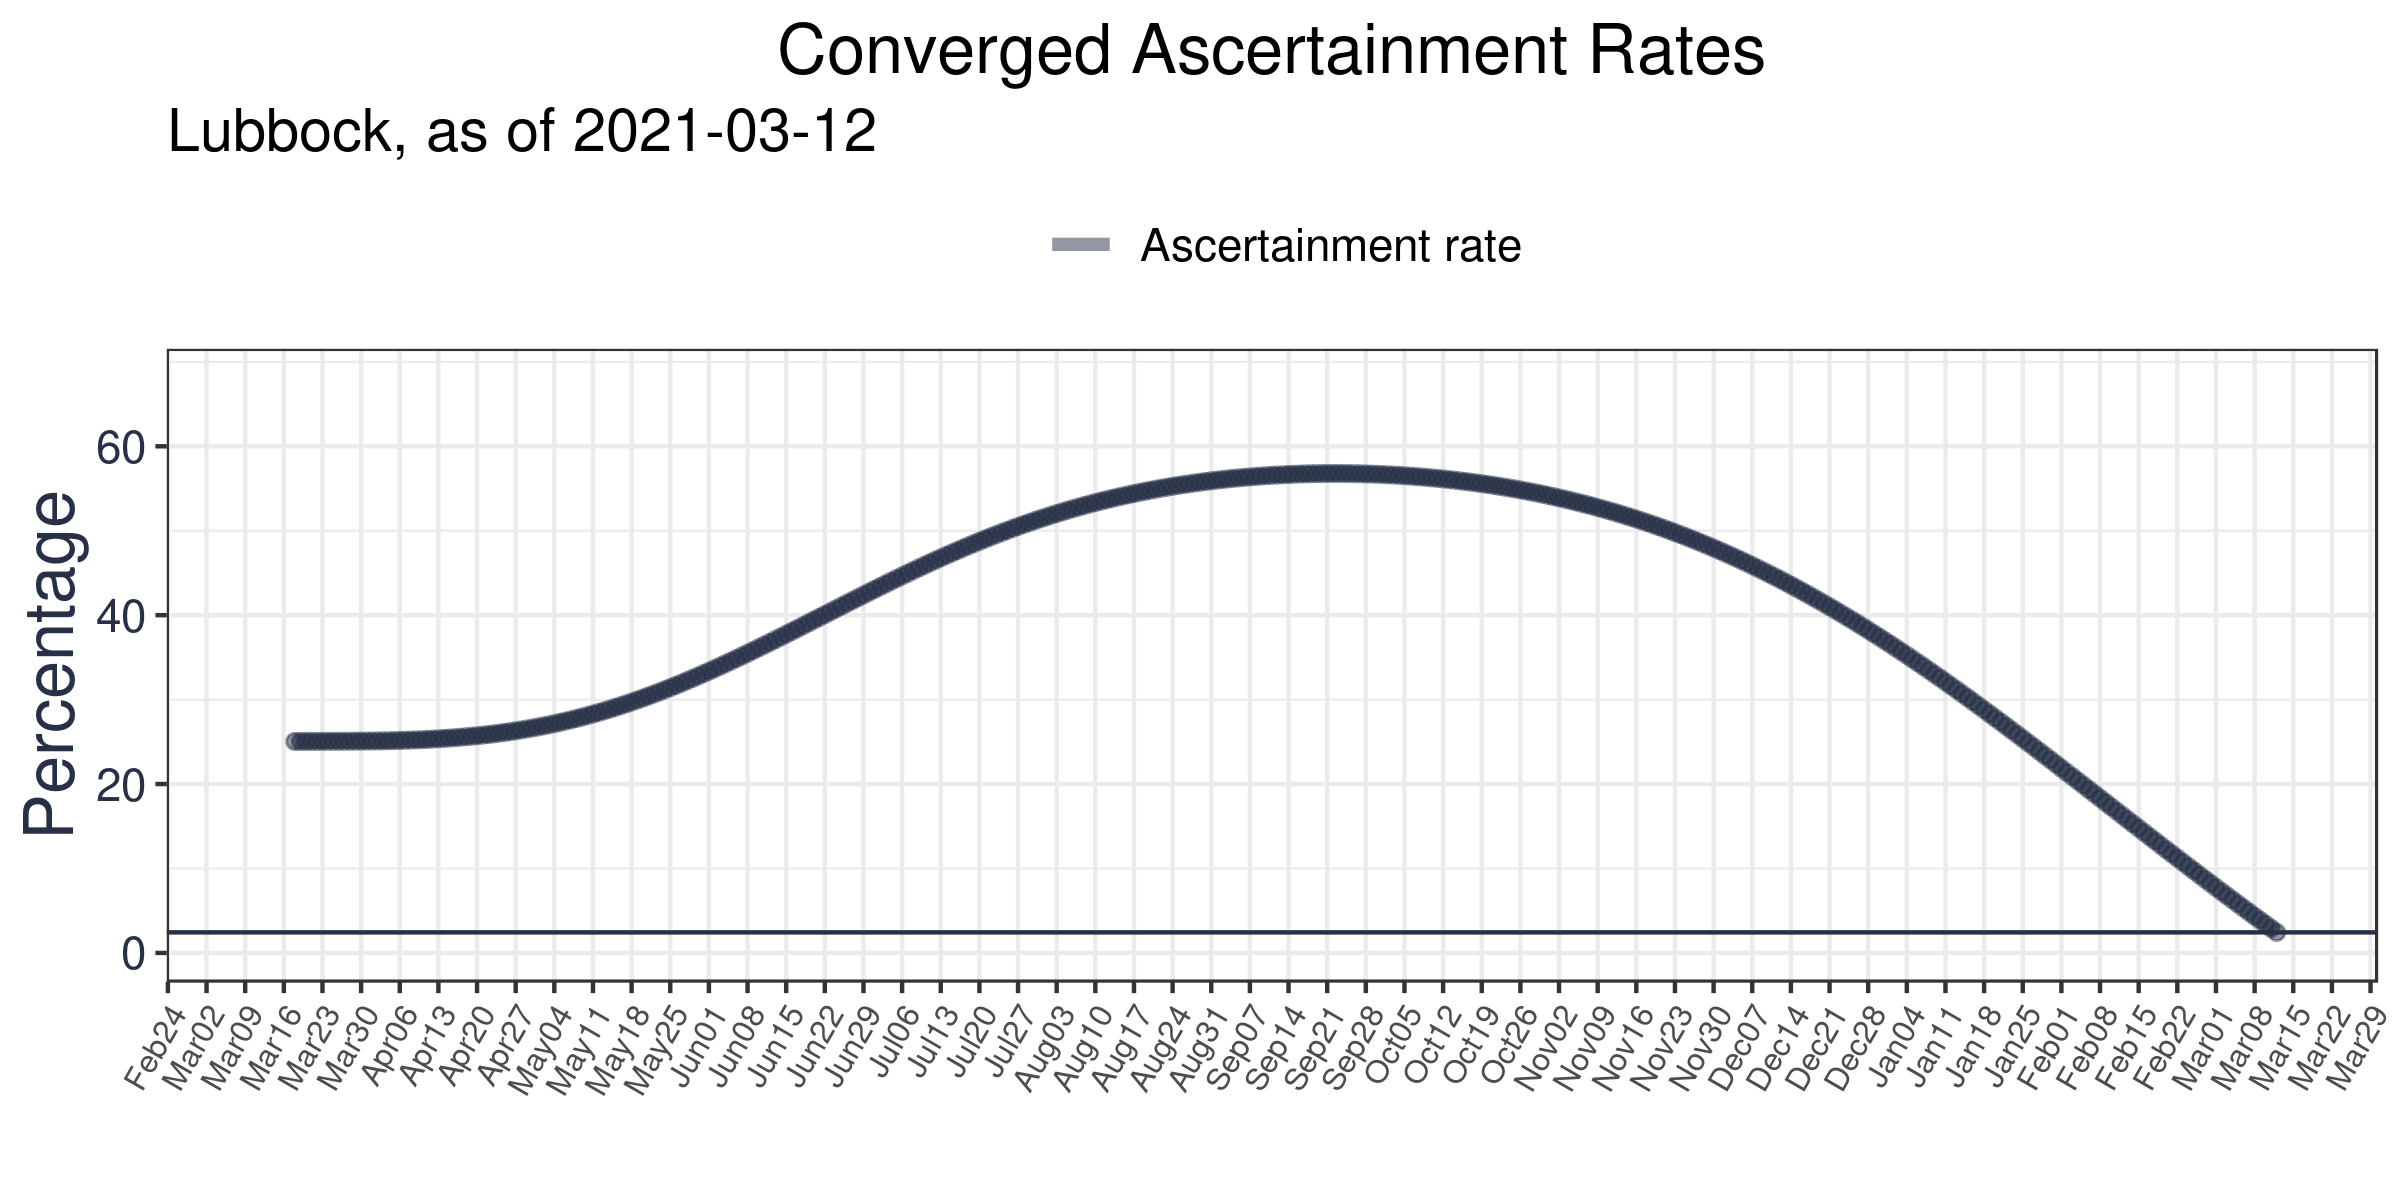 Converged Ascertainment Rates
Lubbock, as of 2021-03-12
Ascertainment rate
Percentage
60
40
20
0
Feb24
Mar02
Mar09
Mar16
Mar23
Mar30
Apr06
Apr13
Apr20
Apr27
May04
May11
May18
May25
Jun01
Jun08
Jun15
Jun22
Jun29
Jul06
Jul13
Jul20
Jul27
Aug03
Aug10
Aug17
Aug24
Aug31
Sep07
Sep14
Sep21
Sep28
Oct05
Oct12
Oct19
Oct26
Nov02
Nov09
Nov16
Nov23
Nov30
Dec07
Dec14
Dec21
Dec28
Jan04
Jan11
Jan18
Jan25
Feb01
Feb08
Feb15
Feb22
Mar01
Mar08
Mar15
Mar22
Mar29